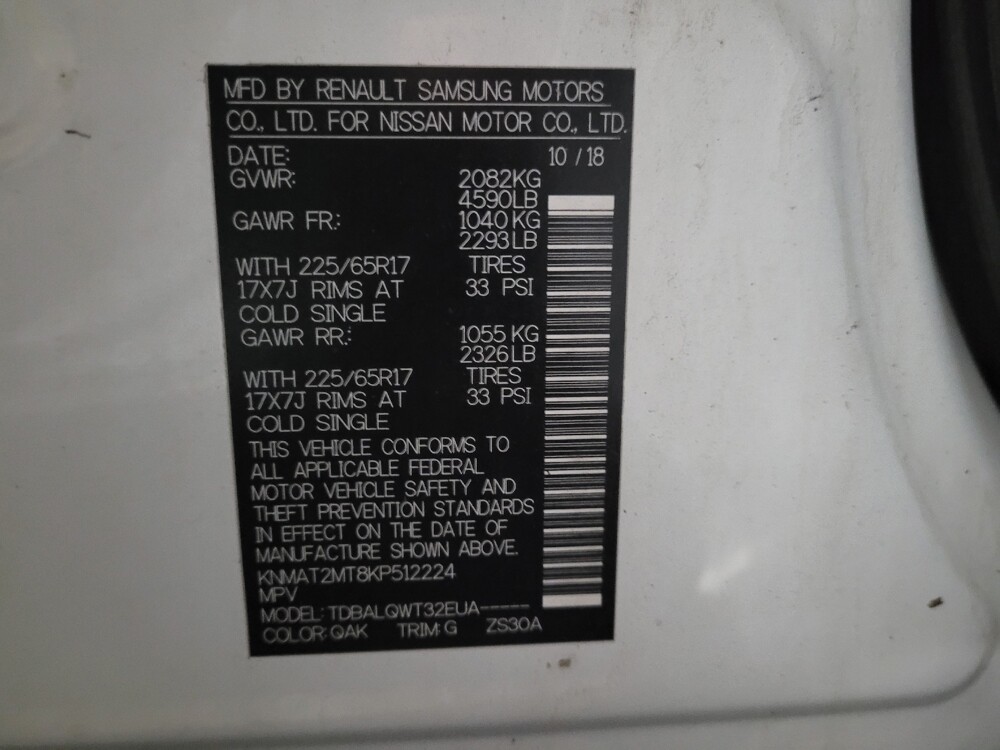 MFD BY RENAULT SAMSUNG MOTORS
CO., LTD. FOR NISSAN MOTOR CO., LTD.
DATE: 10 / 18
GVWR: 2082KG
4590LB
GAWR FR.: 1040 KG
2293LB
WITH 225/65R17 TIRES
17X7J RIMS AT 33 PSI
COLD SINGLE
GAWR RR.: 1055 KG
2326LB
WITH 225/65R17 TIRES
17X7J RIMS AT 33 PSI
COLD SINGLE
THIS VEHICLE CONFORMS TO
ALL APPLICABLE FEDERAL
MOTOR VEHICLE SAFETY AND
THEFT PREVENTION STANDARDS
IN EFFECT ON THE DATE OF
MANUFACTURE SHOWN ABOVE.
KNMAT2MT8KP512224
MPV
MODEL: TDBALQWT32EUA-----
COLOR: QAK TRIM: G ZS30A